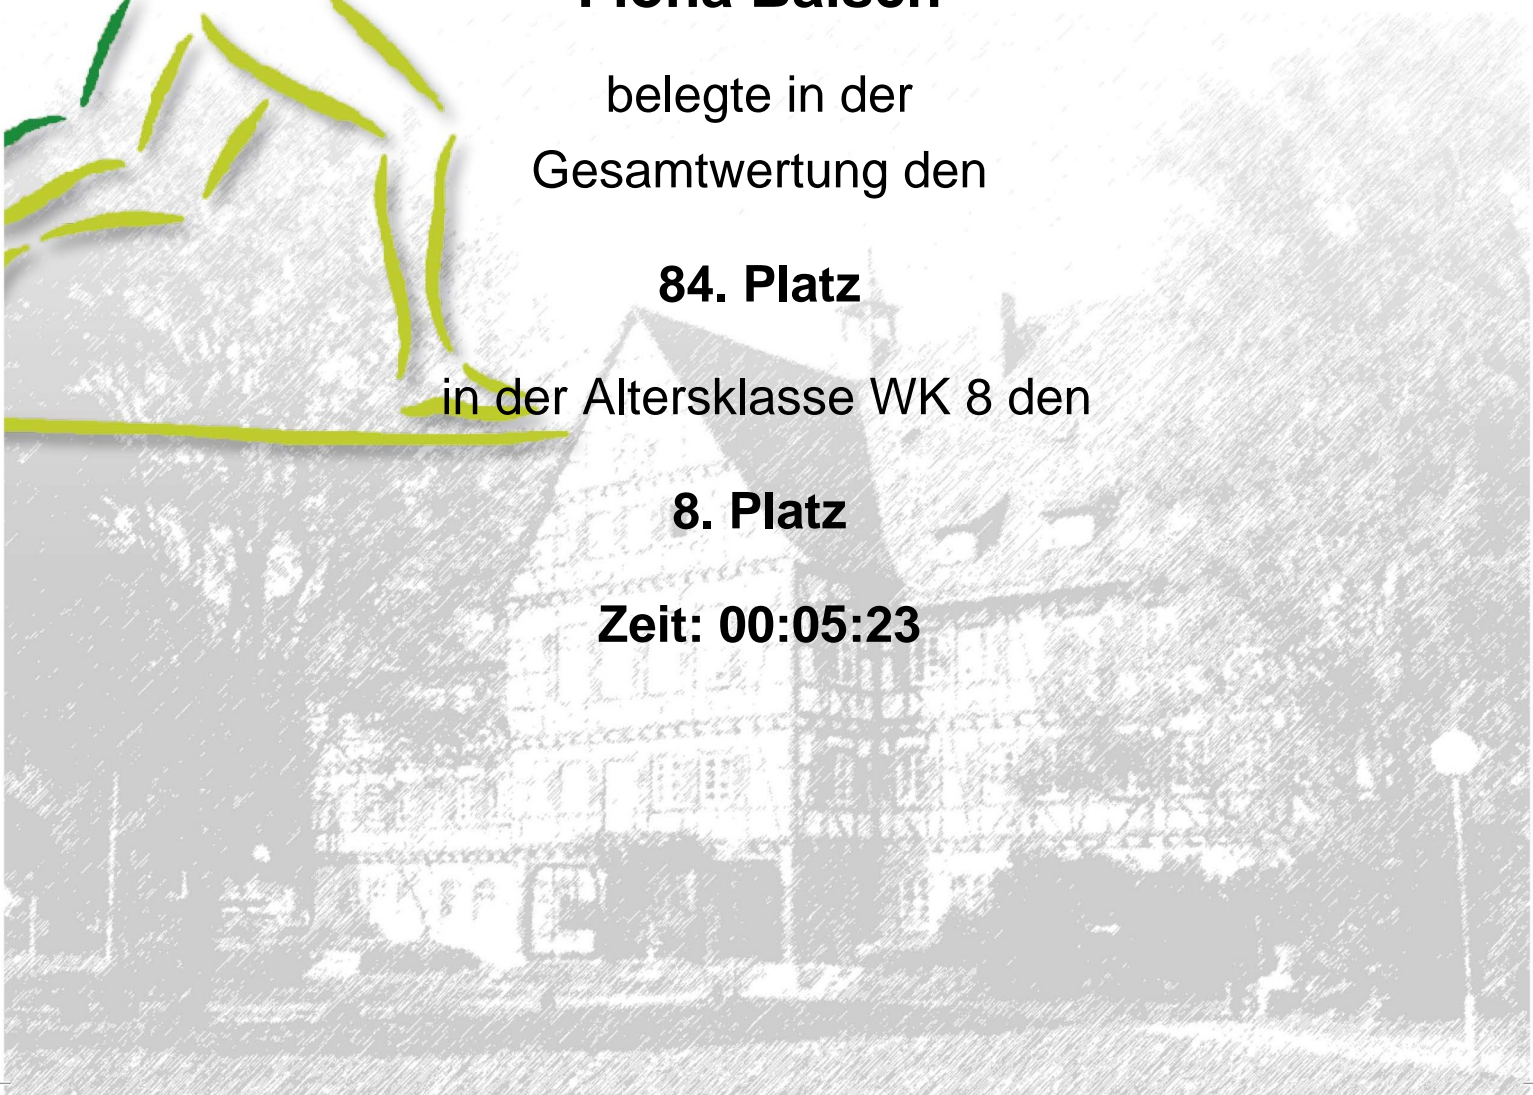 belegte in der
Gesamtwertung den
84. Platz
in der Altersklasse WK 8 den
8. Platz
Zeit: 00:05:23